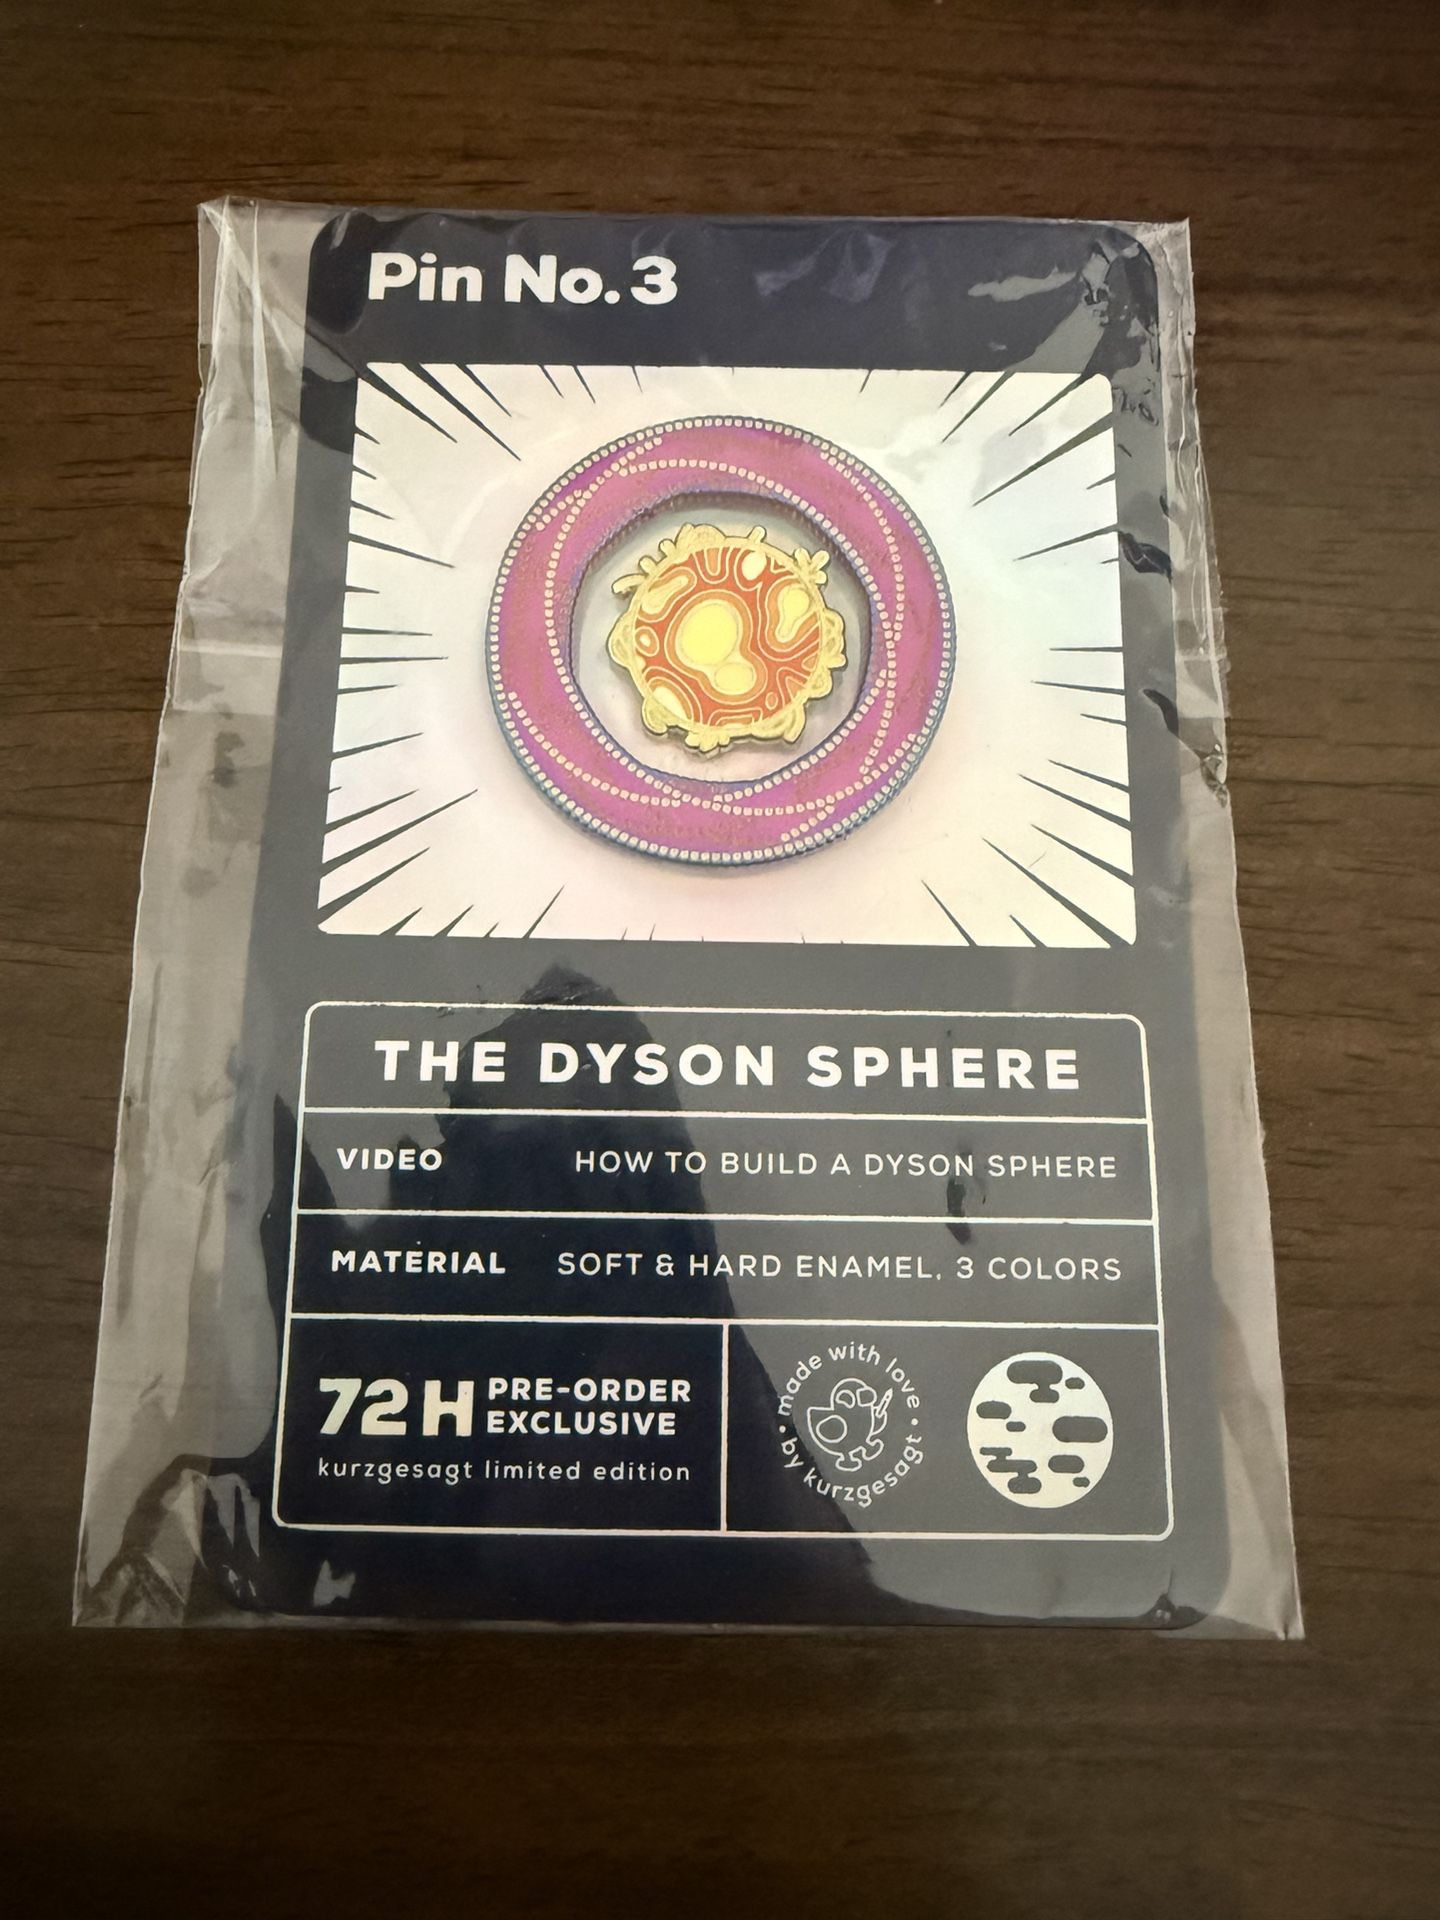 Pin No. 3
THE DYSON SPHERE
VIDEO HOW TO BUILD A DYSON SPHERE
MATERIAL SOFT & HARD ENAMEL, 3 COLORS
72H PRE-ORDER
EXCLUSIVE
kurzgesagt limited edition
made with love
• by kurzgesagt •